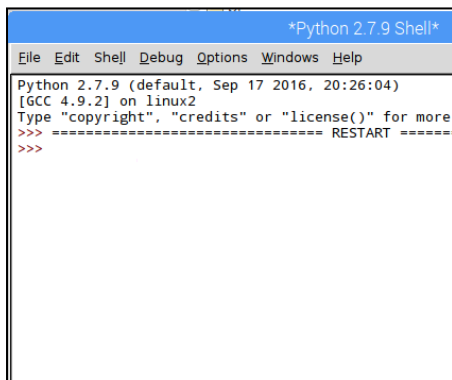 *Python 2.7.9 Shell*
File Edit Shell Debug Options Windows Help
Python 2.7.9 (default, Sep 17 2016, 20:26:04)
[GCC 4.9.2] on linux2
Type "copyright", "credits" or "license()" for more
>>> ================================ RESTART ======
>>>